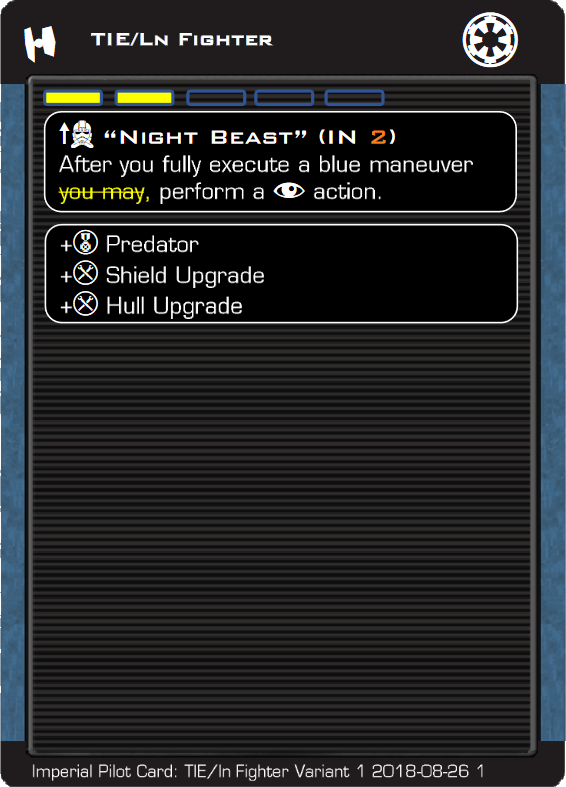 TIE/Ln Fighter
“Night Beast” (IN 2)
After you fully execute a blue maneuver
you may, perform a action.
+ Predator
+ Shield Upgrade
+ Hull Upgrade
Imperial Pilot Card: TIE/ln Fighter Variant 1 2018-08-26 1